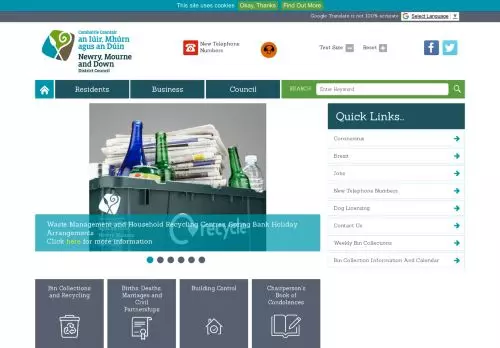 This site uses cookies Okay, Thanks Find Out More
Google Translate is not 100% accurate Select Language
Comhairle Ceantair
an Iúir, Mhúrn
agus an Dúin
Newry, Mourne
and Down
District Council
New Telephone
Numbers
Text Size
Reset
Residents Business Council SEARCH Enter Keyword
recycle
Waste Management and Household Recycling Centres Spring Bank Holiday
Arrangements
Click here for more information
Quick Links..
Coronavirus
Brexit
Jobs
New Telephone Numbers
Dog Licensing
Contact Us
Weekly Bin Collections
Bin Collection Information And Calendar
Bin Collections
and Recycling
Births, Deaths,
Marriages and
Civil
Partnerships
Building Control
Chairperson's
Book of
Condolences